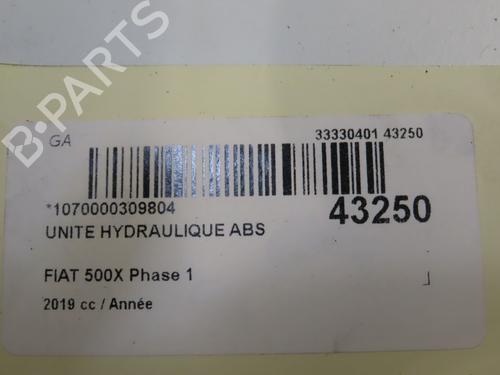 GA
33330401 43250
*1070000309804
43250
UNITE HYDRAULIQUE ABS
FIAT 500X Phase 1
2019 cc / Année
B-PARTS